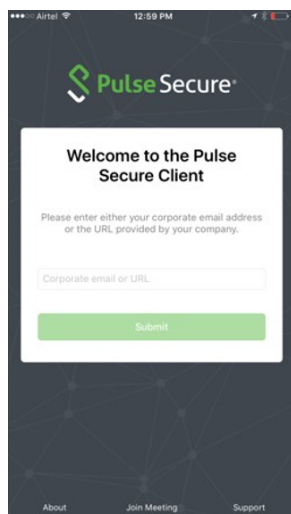 Airtel 12:59 PM
Pulse Secure®
Welcome to the Pulse
Secure Client
Please enter either your corporate email address
or the URL provided by your company.
Corporate email or URL
Submit
About Join Meeting Support